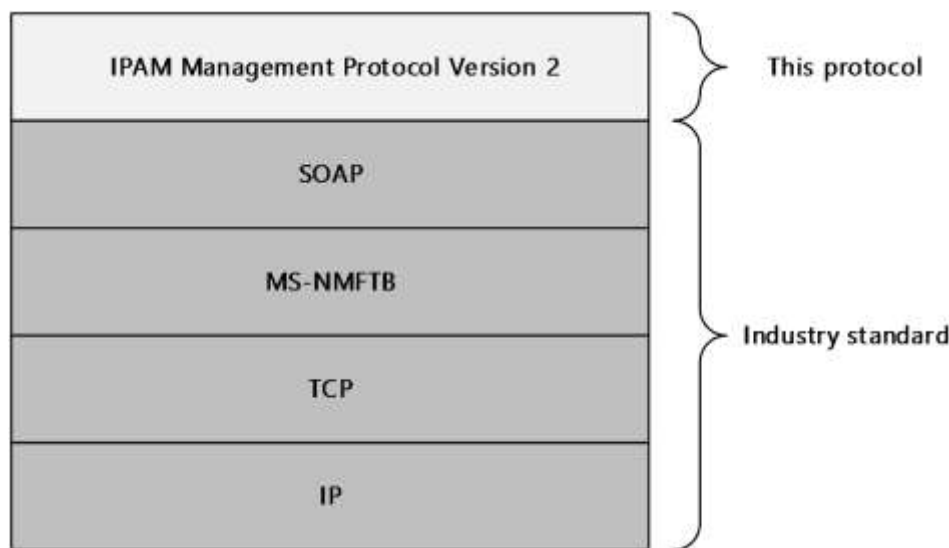 IPAM Management Protocol Version 2
This protocol
SOAP
MS-NMFTB
Industry standard
TCP
IP